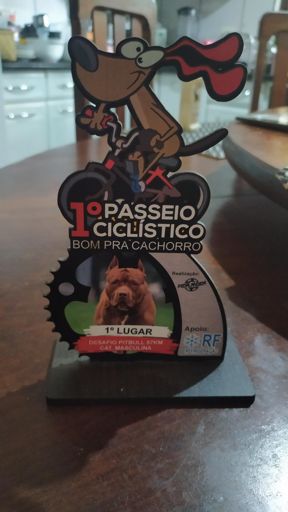 1º PASSEIO
CICLÍSTICO
BOM PRA CACHORRO
Realização:
1º LUGAR
DESAFIO PITBULL 57KM
CAT. MASCULINA
Apoio:
RF